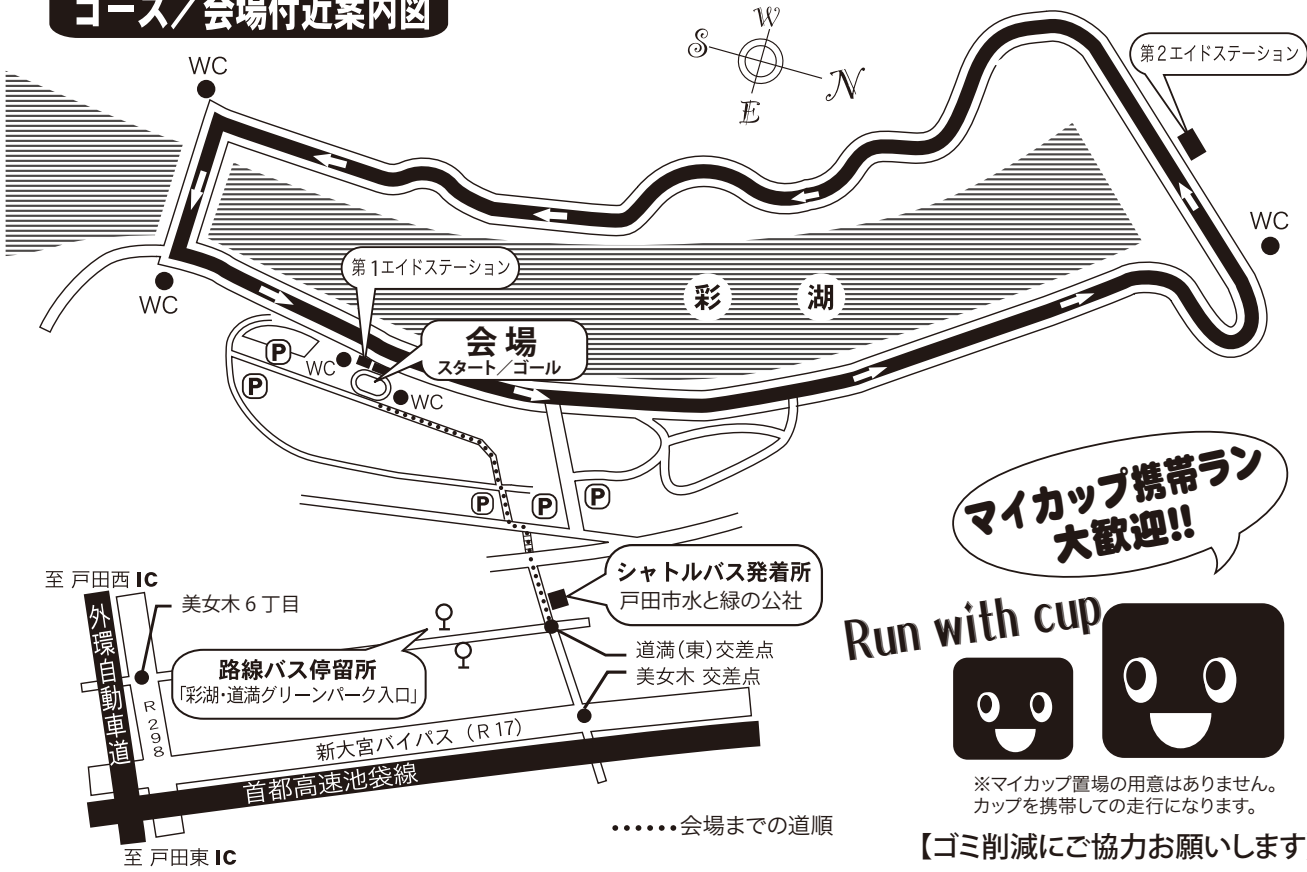 コース／会場付近案内図
W
S
N
E
WC
第2エイドステーション
WC
WC
第1エイドステーション
彩 湖
会 場
スタート／ゴール
P
WC
P
WC
P
P
P
マイカップ携帯ラン
大歓迎!!
Run with cup
シャトルバス発着所
戸田市水と緑の公社
至 戸田西 IC
外環自動車道
美女木 6 丁目
R298
路線バス停留所
「彩湖・道満グリーンパーク入口」
道満(東)交差点
美女木 交差点
新大宮バイパス（R 17）
首都高速池袋線
至 戸田東 IC
••••••会場までの道順
※マイカップ置場の用意はありません。
カップを携帯しての走行になります。
【ゴミ削減にご協力お願いします